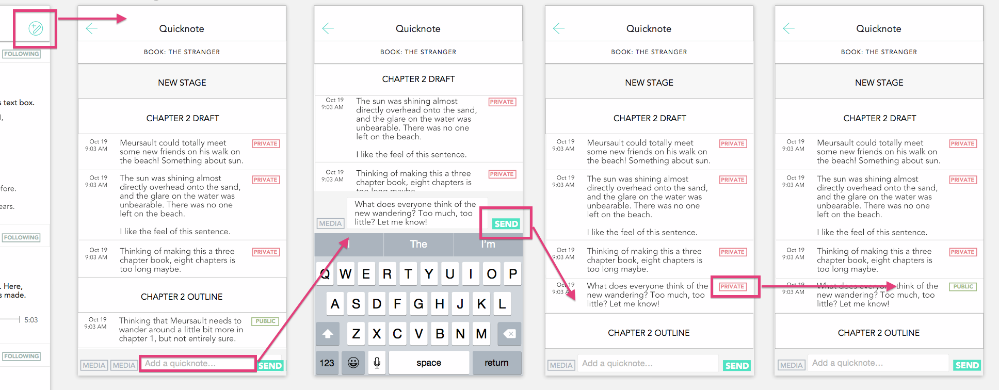 FOLLOWING
s text box.
l,
fore.
ears.
FOLLOWING
. Here,
s made.
5:03
FOLLOWING
Quicknote
BOOK: THE STRANGER
NEW STAGE
CHAPTER 2 DRAFT
Oct 19
9:03 AM
Meursault could totally meet
some new friends on his walk on
the beach! Something about sun.
PRIVATE
Oct 19
9:03 AM
The sun was shining almost
directly overhead onto the sand,
and the glare on the water was
unbearable. There was no one
left on the beach.
I like the feel of this sentence.
PRIVATE
Oct 19
9:03 AM
Thinking of making this a three
chapter book, eight chapters is
too long maybe.
PRIVATE
CHAPTER 2 OUTLINE
Oct 19
9:03 AM
Thinking that Meursault needs to
wander around a little bit more in
chapter 1, but not entirely sure.
PUBLIC
MEDIA
MEDIA
Add a quicknote...
SEND
Quicknote
BOOK: THE STRANGER
CHAPTER 2 DRAFT
Oct 19
9:03 AM
The sun was shining almost
directly overhead onto the sand,
and the glare on the water was
unbearable. There was no one
left on the beach.
I like the feel of this sentence.
PRIVATE
Oct 19
9:03 AM
Thinking of making this a three
chapter book, eight chapters is
too long maybe.
PRIVATE
MEDIA
What does everyone think of the
new wandering? Too much, too
little? Let me know!
SEND
I The I'm
Q W E R T Y U I O P
A S D F G H J K L
Z X C V B N M
123 space return
Quicknote
BOOK: THE STRANGER
NEW STAGE
CHAPTER 2 DRAFT
Oct 19
9:03 AM
Meursault could totally meet
some new friends on his walk on
the beach! Something about sun.
PRIVATE
Oct 19
9:03 AM
The sun was shining almost
directly overhead onto the sand,
and the glare on the water was
unbearable. There was no one
left on the beach.
I like the feel of this sentence.
PRIVATE
Oct 19
9:03 AM
Thinking of making this a three
chapter book, eight chapters is
too long maybe.
PRIVATE
Oct 19
9:03 AM
What does everyone think of the
new wandering? Too much, too
little? Let me know!
PRIVATE
CHAPTER 2 OUTLINE
MEDIA
Add a quicknote...
SEND
Quicknote
BOOK: THE STRANGER
NEW STAGE
CHAPTER 2 DRAFT
Oct 19
9:03 AM
Meursault could totally meet
some new friends on his walk on
the beach! Something about sun.
PRIVATE
Oct 19
9:03 AM
The sun was shining almost
directly overhead onto the sand,
and the glare on the water was
unbearable. There was no one
left on the beach.
I like the feel of this sentence.
PRIVATE
Oct 19
9:03 AM
Thinking of making this a three
chapter book, eight chapters is
too long maybe.
PRIVATE
Oct 19
9:03 AM
What does everyone think of the
new wandering? Too much, too
little? Let me know!
PUBLIC
CHAPTER 2 OUTLINE
MEDIA
Add a quicknote...
SEND